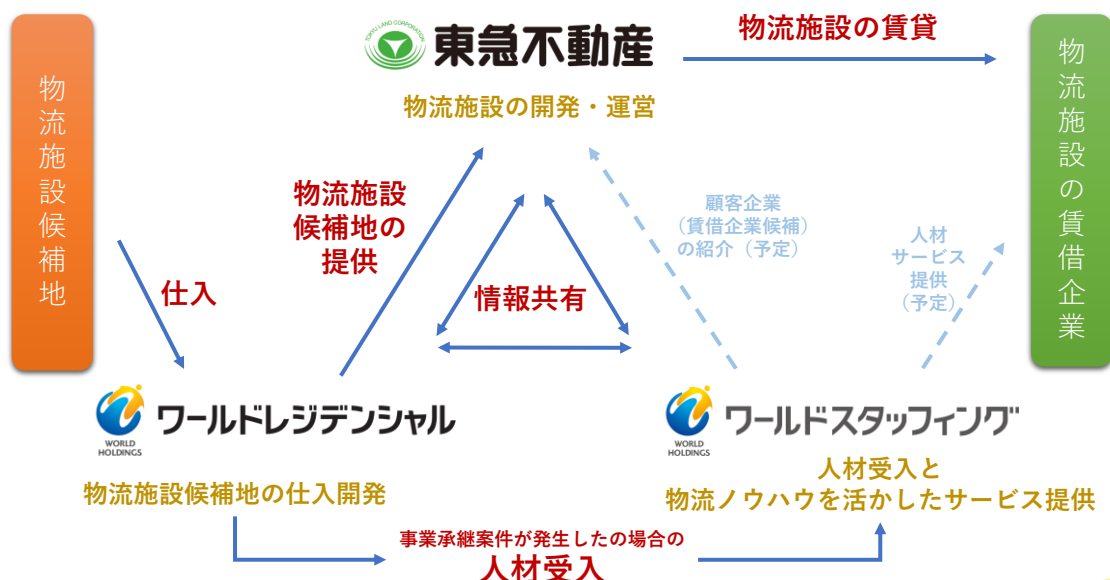 TOKYU LAND CORPORATION
東急不動産
物流施設の賃貸
物流施設の開発・運営
物流施設候補地
物流施設の賃借企業
物流施設
候補地の
提供
顧客企業
（賃借企業候補）
の紹介（予定）
人材
サービス
提供
（予定）
仕入
情報共有
WORLD
HOLDINGS
ワールドレジデンシャル
WORLD
HOLDINGS
ワールドスタッフィング
物流施設候補地の仕入開発
人材受入と
物流ノウハウを活かしたサービス提供
事業承継案件が発生したの場合の
人材受入